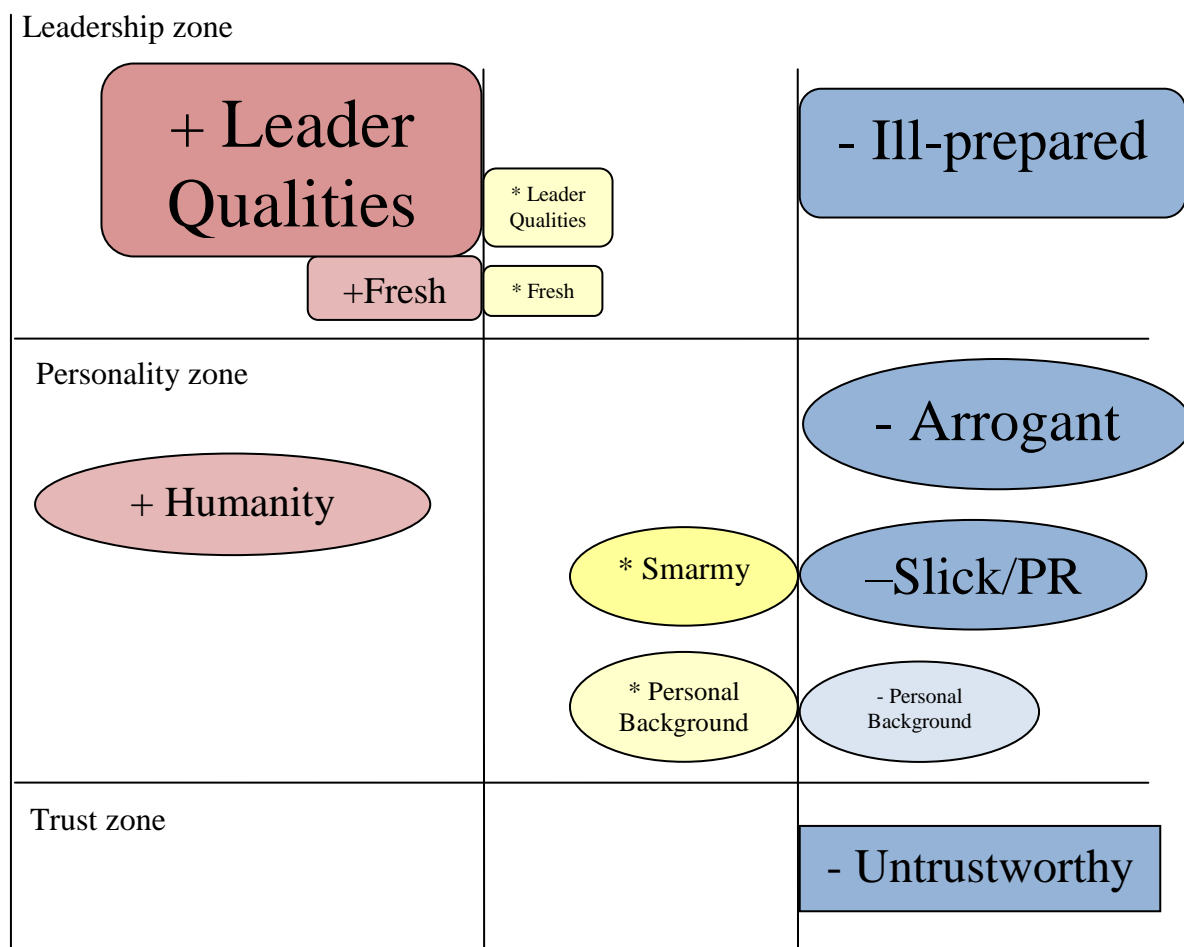 Leadership zone
+ Leader
Qualities
* Leader
Qualities
- Ill-prepared
+Fresh
* Fresh
Personality zone
- Arrogant
+ Humanity
* Smarmy
–Slick/PR
* Personal
Background
- Personal
Background
Trust zone
- Untrustworthy